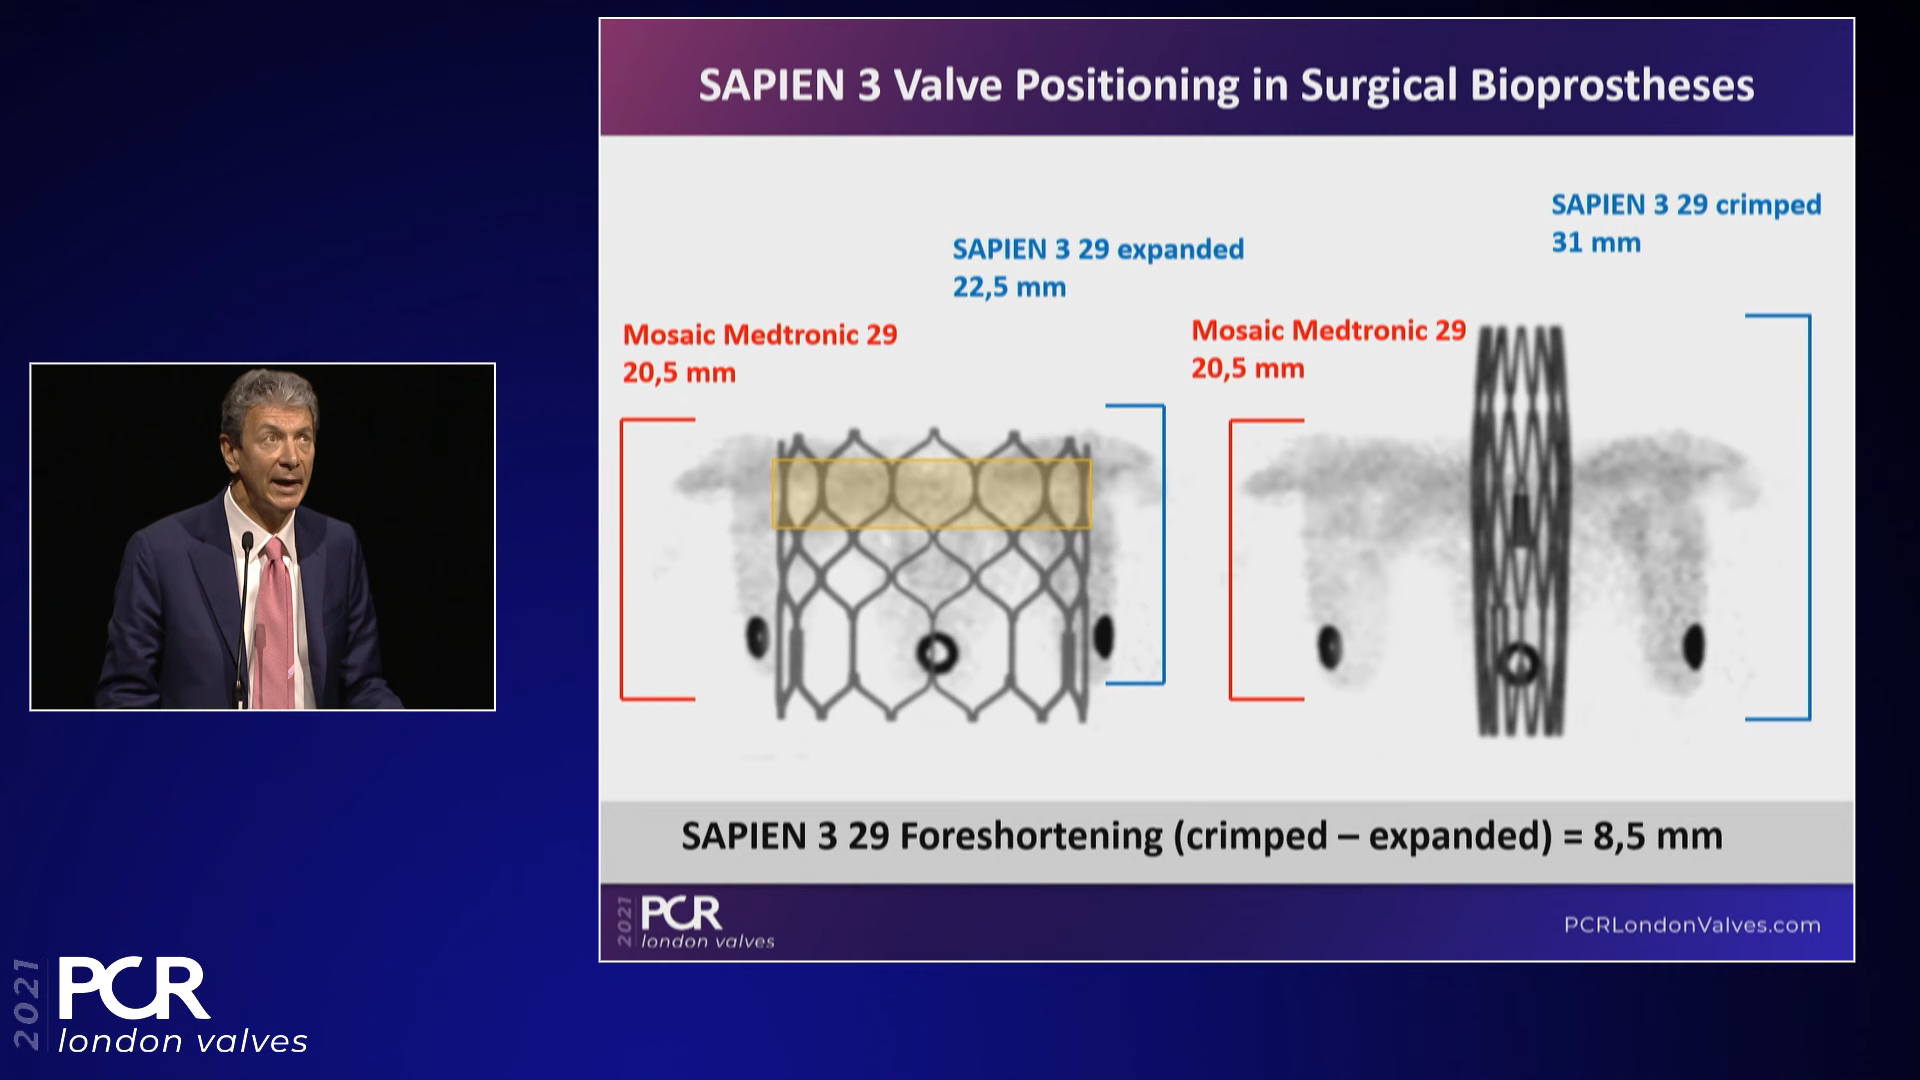 SAPIEN 3 Valve Positioning in Surgical Bioprostheses
SAPIEN 3 29 crimped
31 mm
SAPIEN 3 29 expanded
22,5 mm
Mosaic Medtronic 29
20,5 mm
Mosaic Medtronic 29
20,5 mm
SAPIEN 3 29 Foreshortening (crimped – expanded) = 8,5 mm
2021
PCR
london valves
PCRLondonValves.com
2021
PCR
london valves